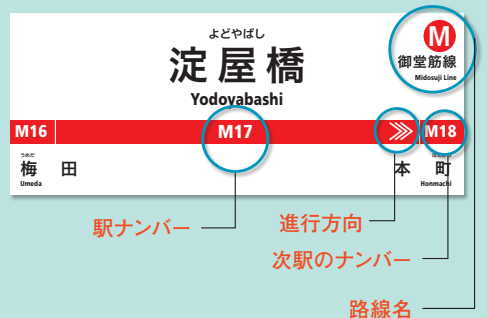 よどやばし
淀屋橋
Yodoyabashi
M
御堂筋線
Midosuji Line
M16
M17
M18
うめだ
梅田
Umeda
本町
Honmachi
駅ナンバー
進行方向
次駅のナンバー
路線名